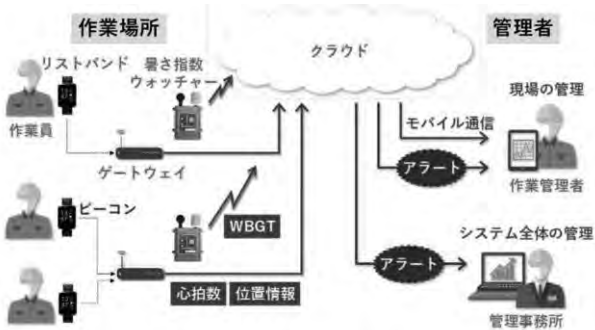 作業場所
管理者
クラウド
リストバンド
暑さ指数
ウォッチャー
作業員
ゲートウェイ
ビーコン
WBGT
心拍数
位置情報
現場の管理
モバイル通信
アラート
作業管理者
システム全体の管理
アラート
管理事務所